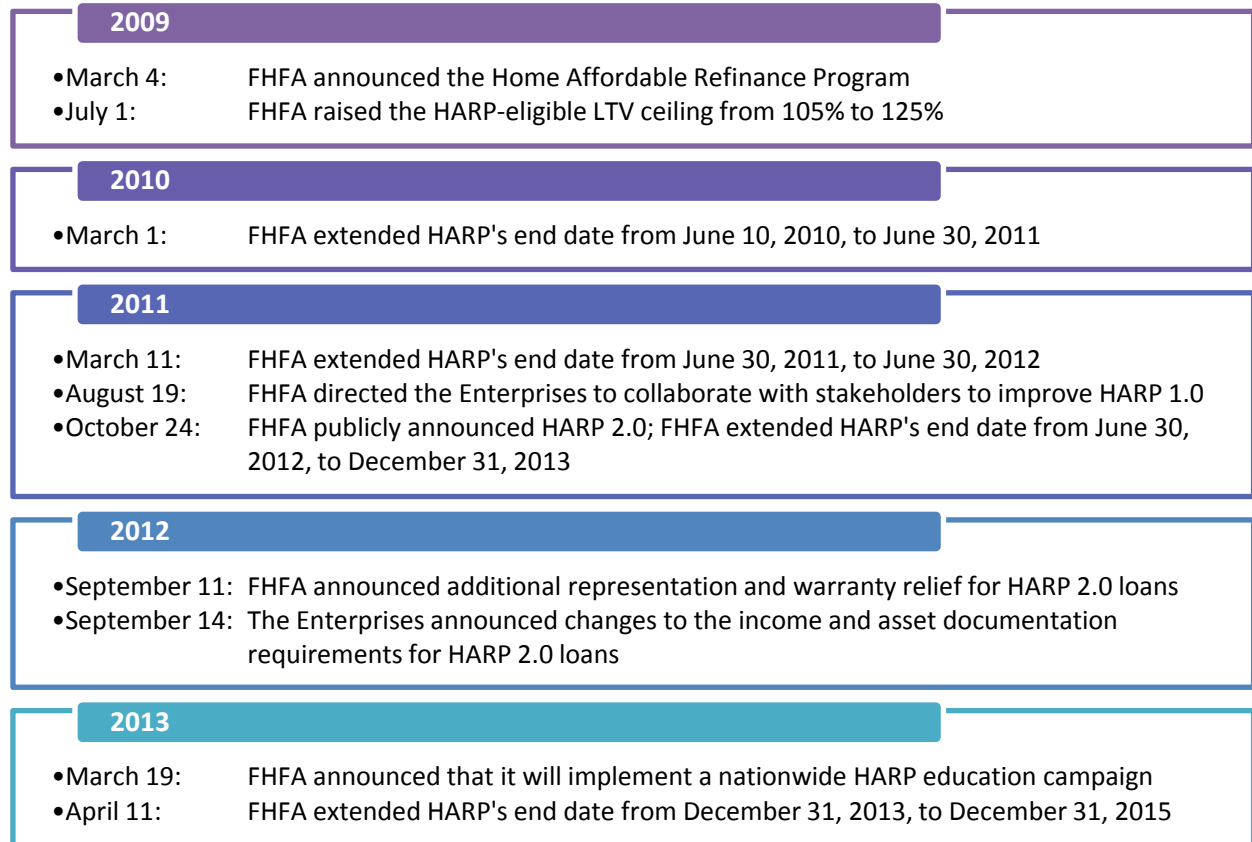 2009
•March 4: FHFA announced the Home Affordable Refinance Program
•July 1: FHFA raised the HARP-eligible LTV ceiling from 105% to 125%
2010
•March 1: FHFA extended HARP's end date from June 10, 2010, to June 30, 2011
2011
•March 11: FHFA extended HARP's end date from June 30, 2011, to June 30, 2012
•August 19: FHFA directed the Enterprises to collaborate with stakeholders to improve HARP 1.0
•October 24: FHFA publicly announced HARP 2.0; FHFA extended HARP's end date from June 30,
2012, to December 31, 2013
2012
•September 11: FHFA announced additional representation and warranty relief for HARP 2.0 loans
•September 14: The Enterprises announced changes to the income and asset documentation
requirements for HARP 2.0 loans
2013
•March 19: FHFA announced that it will implement a nationwide HARP education campaign
•April 11: FHFA extended HARP's end date from December 31, 2013, to December 31, 2015